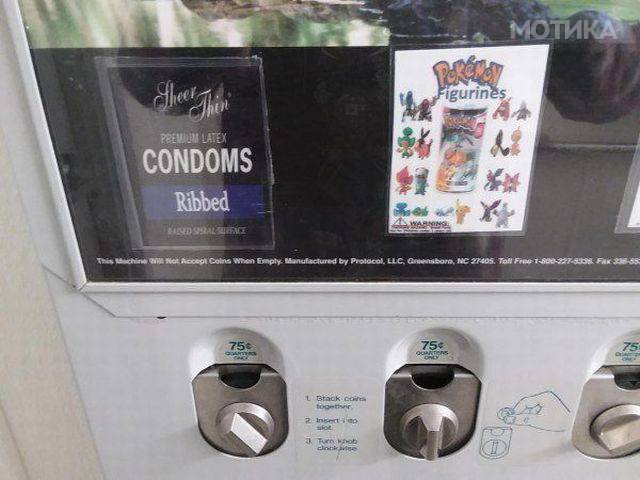 МОТИКА
Sheer
Thin
PREMIUM LATEX
CONDOMS
Ribbed
RAISED SPIRAL SURFACE
POKÉMON
Figurines
WARNING:
This Machine Will Not Accept Coins When Empty. Manufactured by Protocol, LLC, Greensboro, NC 27405. Toll Free 1-800-227-5336. Fax 336-55
75¢
QUARTERS
ONLY
1. Stack coins
together.
2. Insert into
slot.
3. Turn knob
clockwise.
75¢
QUARTERS
ONLY
75
QUARTERS
ONLY